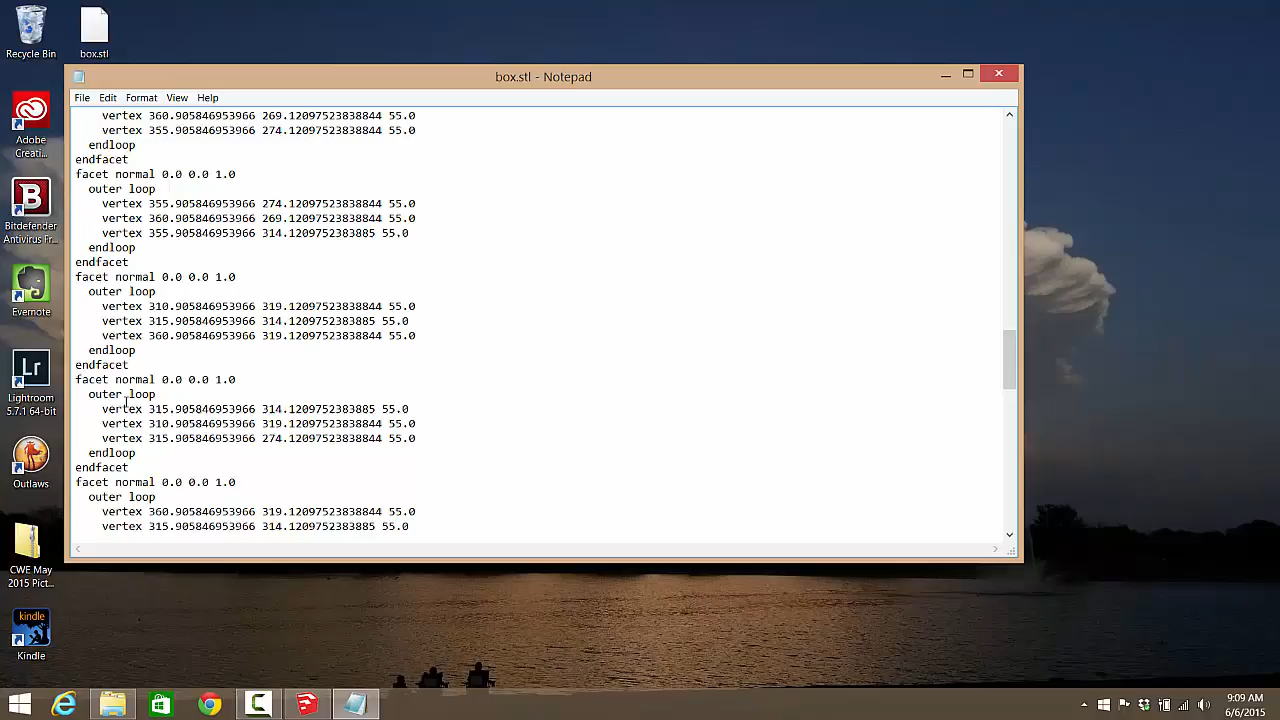 Recycle Bin
box.stl
Adobe
Creati...
Bitdefender
Antivirus Fr...
Evernote
Lr
Lightroom
5.7.1 64-bit
Outlaws
CWE May
2015 Pict...
kindle
Kindle
box.stl - Notepad
File Edit Format View Help
vertex 360.905846953966 269.12097523838844 55.0
vertex 355.905846953966 274.12097523838844 55.0
endloop
endfacet
facet normal 0.0 0.0 1.0
outer loop
vertex 355.905846953966 274.12097523838844 55.0
vertex 360.905846953966 269.12097523838844 55.0
vertex 355.905846953966 314.1209752383885 55.0
endloop
endfacet
facet normal 0.0 0.0 1.0
outer loop
vertex 310.905846953966 319.12097523838844 55.0
vertex 315.905846953966 314.1209752383885 55.0
vertex 360.905846953966 319.12097523838844 55.0
endloop
endfacet
facet normal 0.0 0.0 1.0
outer loop
vertex 315.905846953966 314.1209752383885 55.0
vertex 310.905846953966 319.12097523838844 55.0
vertex 315.905846953966 274.12097523838844 55.0
endloop
endfacet
facet normal 0.0 0.0 1.0
outer loop
vertex 360.905846953966 319.12097523838844 55.0
vertex 315.905846953966 314.1209752383885 55.0
9:09 AM
6/6/2015